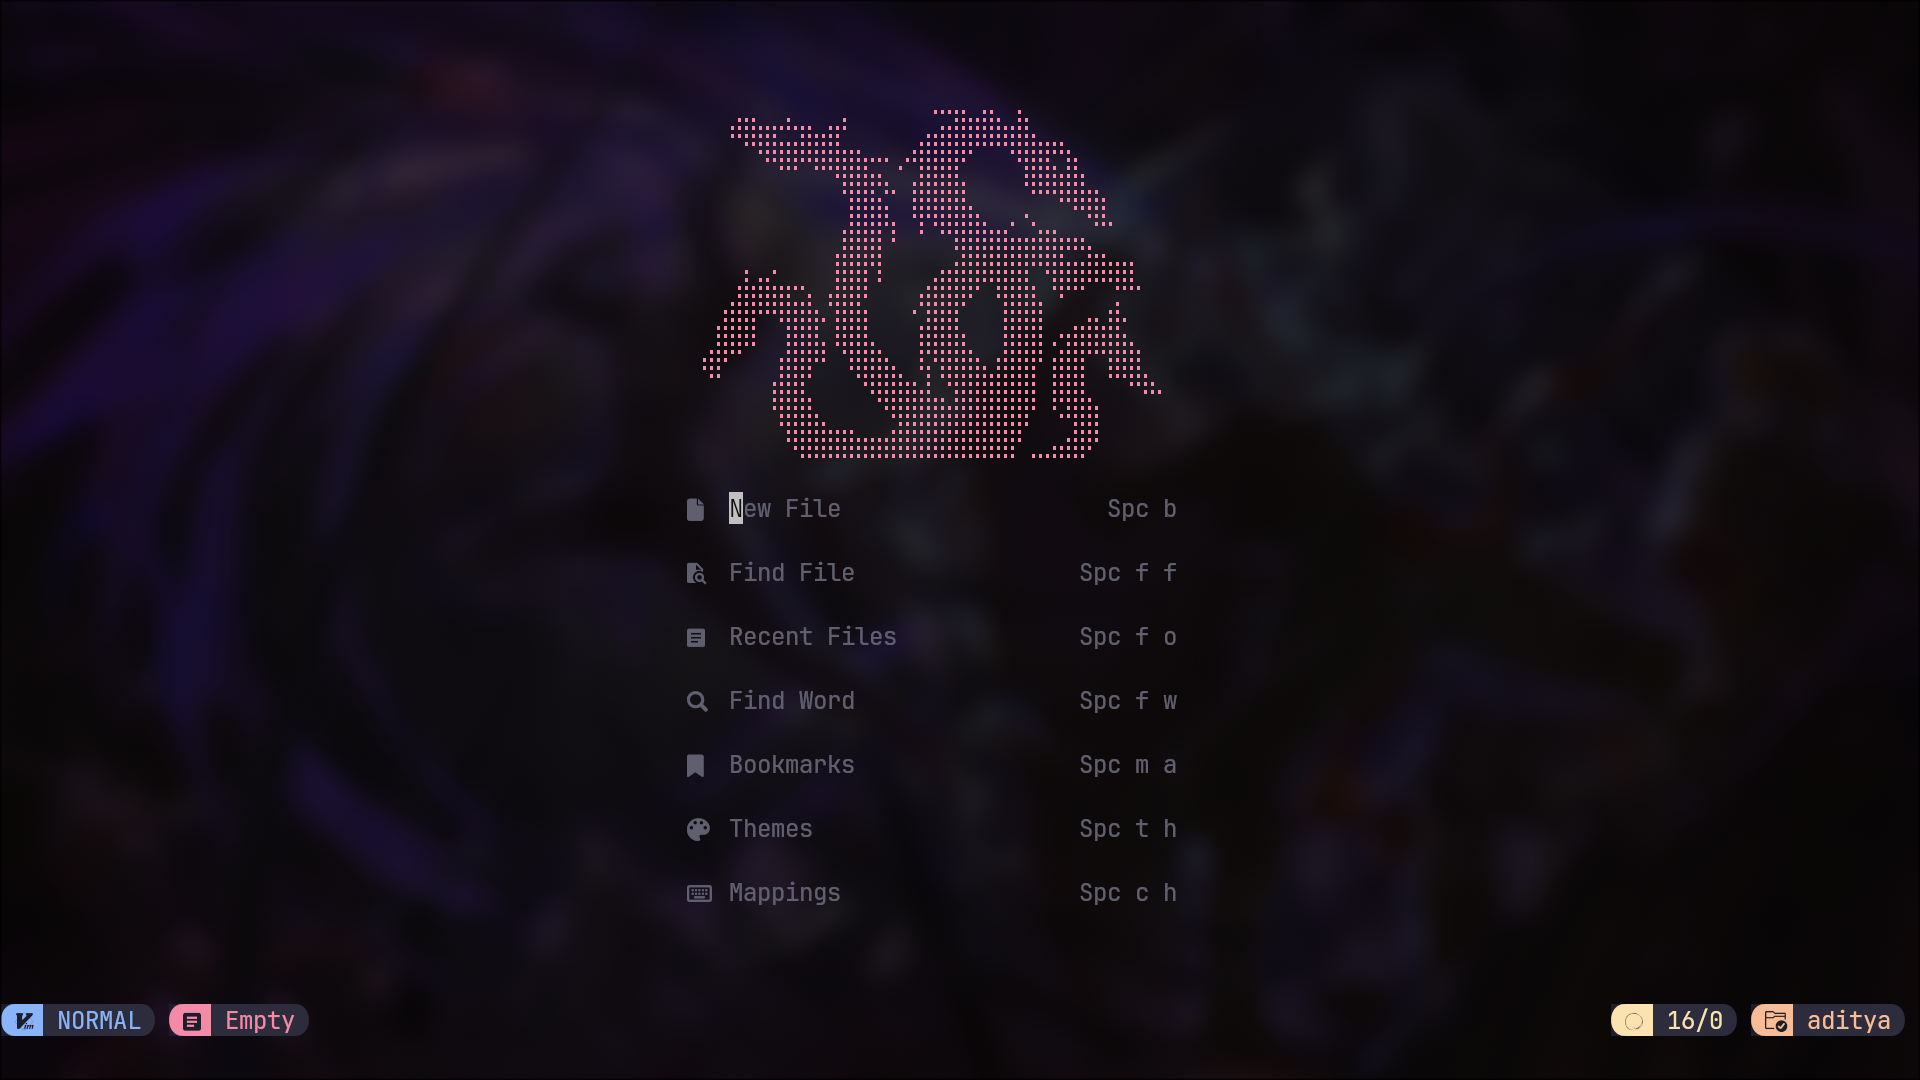 New File Spc b
Find File Spc f f
Recent Files Spc f o
Find Word Spc f w
Bookmarks Spc m a
Themes Spc t h
Mappings Spc c h
NORMAL Empty 16/0 aditya